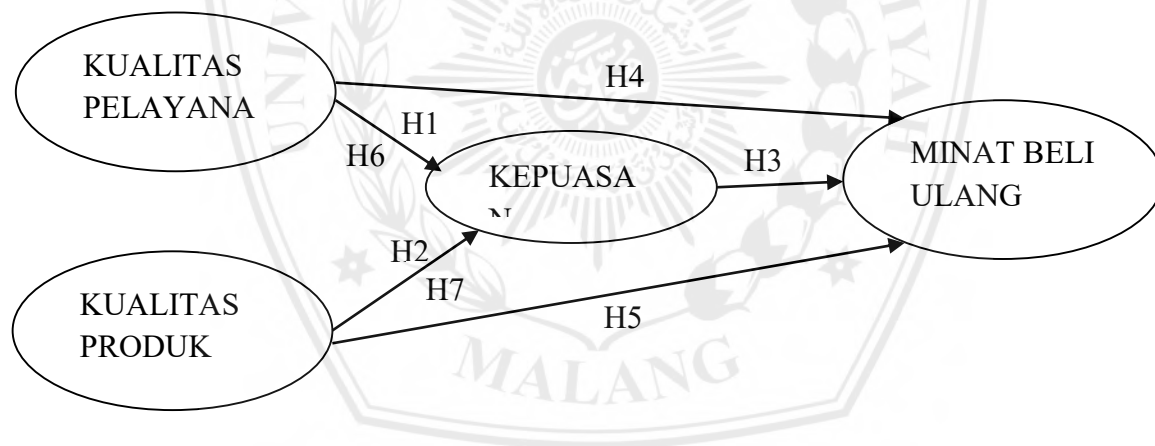 KUALITAS
PELAYANA
H4
H1
H6
KEPUASA
N
H3
MINAT BELI
ULANG
H2
H7
KUALITAS
PRODUK
H5
MALANG